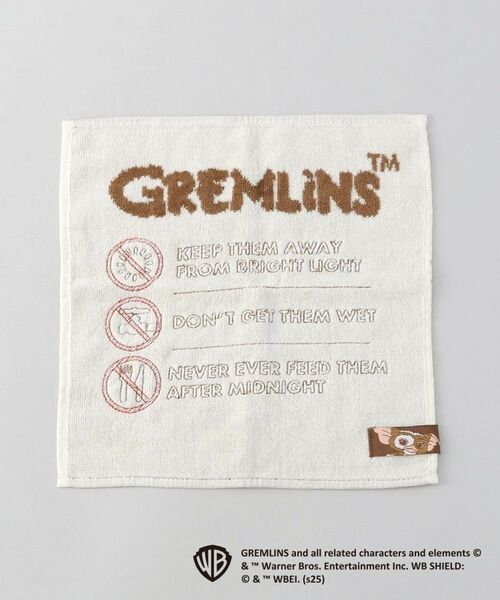 GREMLiNS™
KEEP THEM AWAY
FROM BRIGHT LIGHT
DON'T GET THEM WET
NEVER EVER FEED THEM
AFTER MIDNIGHT
WB
GREMLINS and all related characters and elements ©
& ™ Warner Bros. Entertainment Inc. WB SHIELD:
© & ™ WBEI. (s25)